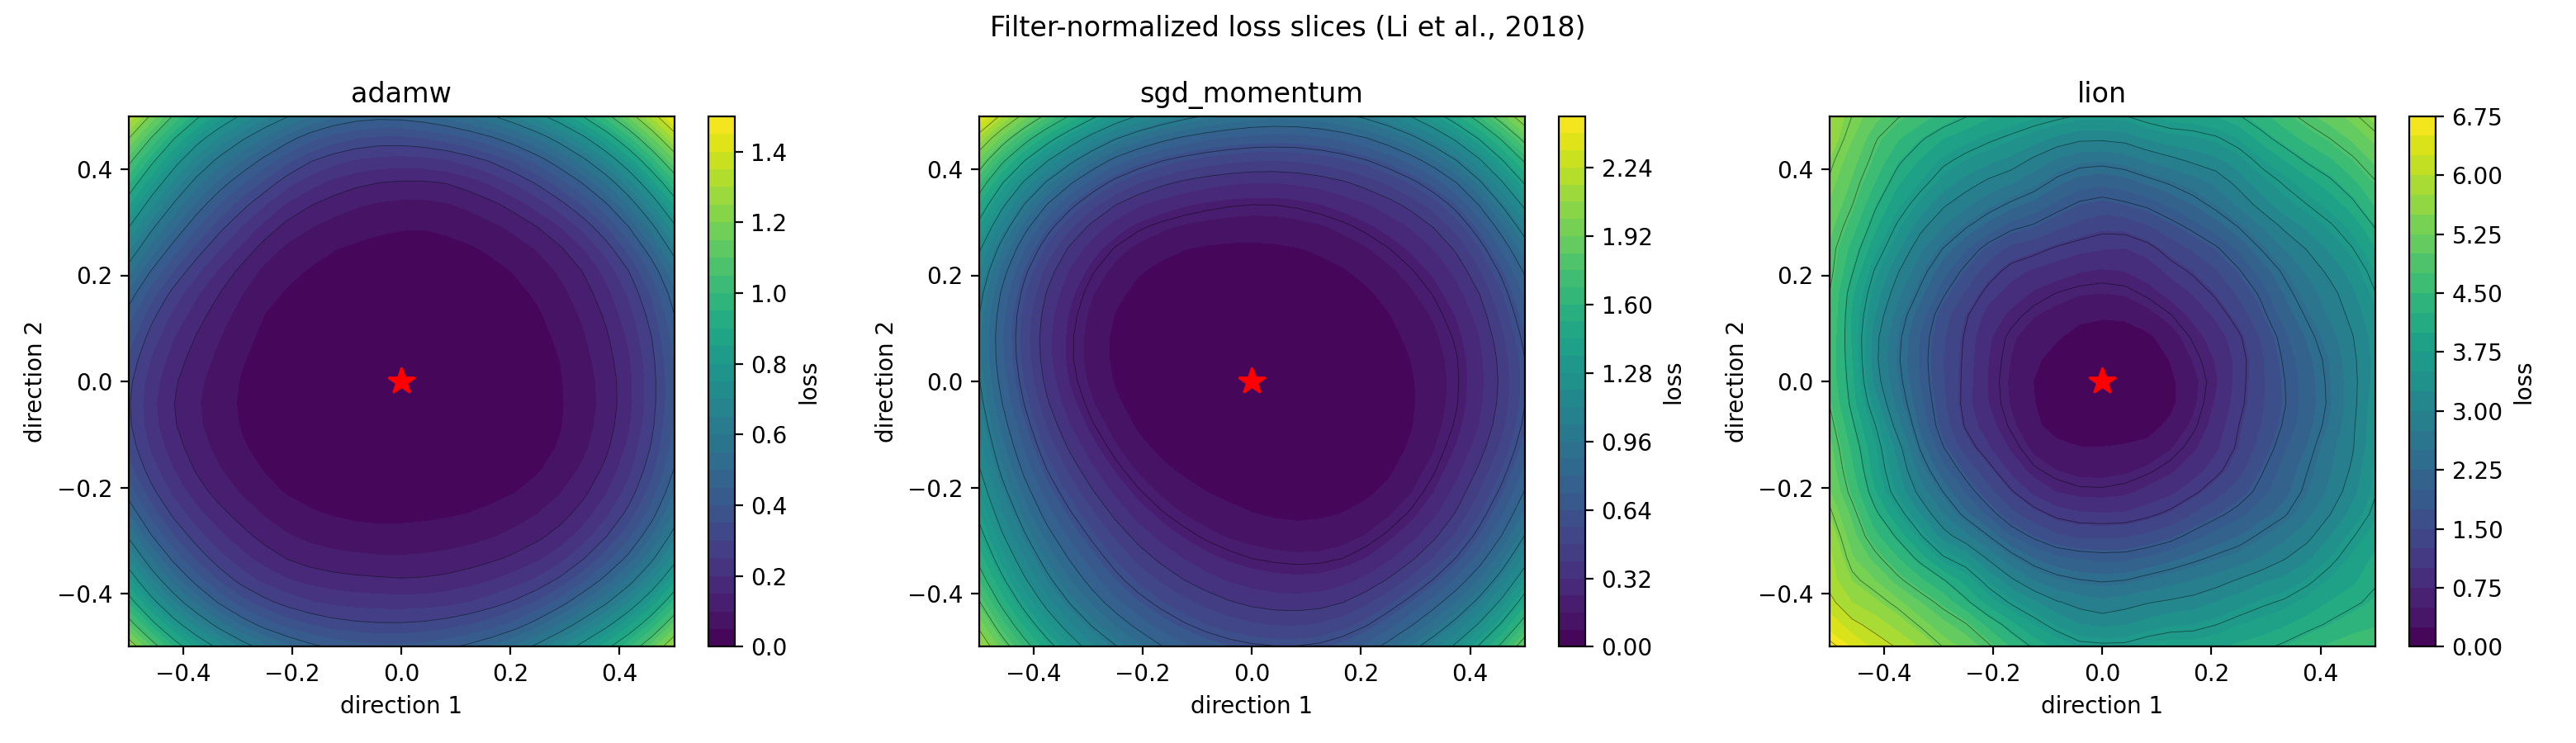 Filter-normalized loss slices (Li et al., 2018)
adamw
0.4
0.2
0.0
−0.2
−0.4
direction 2
−0.4 −0.2 0.0 0.2 0.4
direction 1
1.4
1.2
1.0
0.8
0.6
0.4
0.2
0.0
loss
sgd_momentum
0.4
0.2
0.0
−0.2
−0.4
direction 2
−0.4 −0.2 0.0 0.2 0.4
direction 1
2.24
1.92
1.60
1.28
0.96
0.64
0.32
0.00
loss
lion
0.4
0.2
0.0
−0.2
−0.4
direction 2
−0.4 −0.2 0.0 0.2 0.4
direction 1
6.75
6.00
5.25
4.50
3.75
3.00
2.25
1.50
0.75
0.00
loss